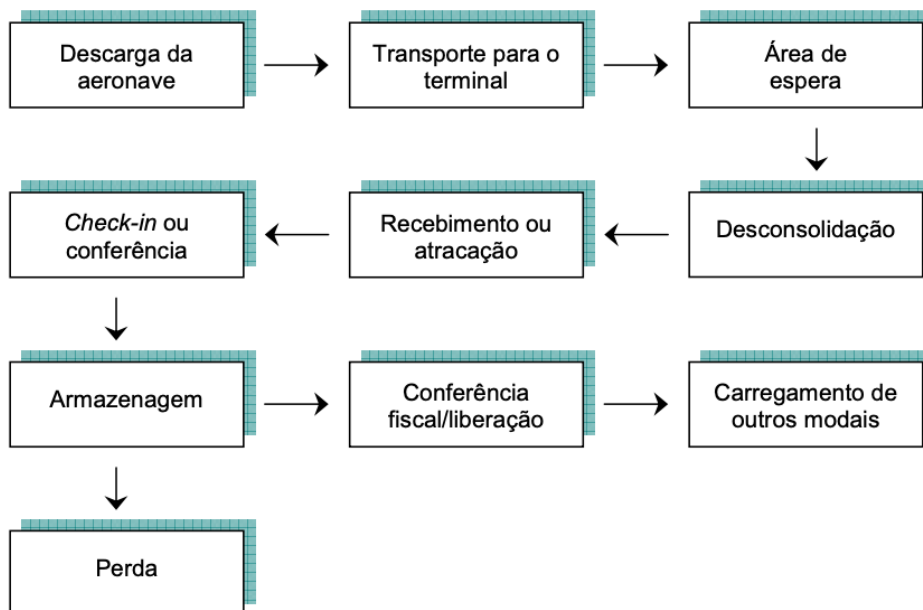 Descarga da
aeronave
Transporte para o
terminal
Área de
espera
Desconsolidação
Recebimento ou
atracação
Check-in ou
conferência
Armazenagem
Conferência
fiscal/liberação
Carregamento de
outros modais
Perda